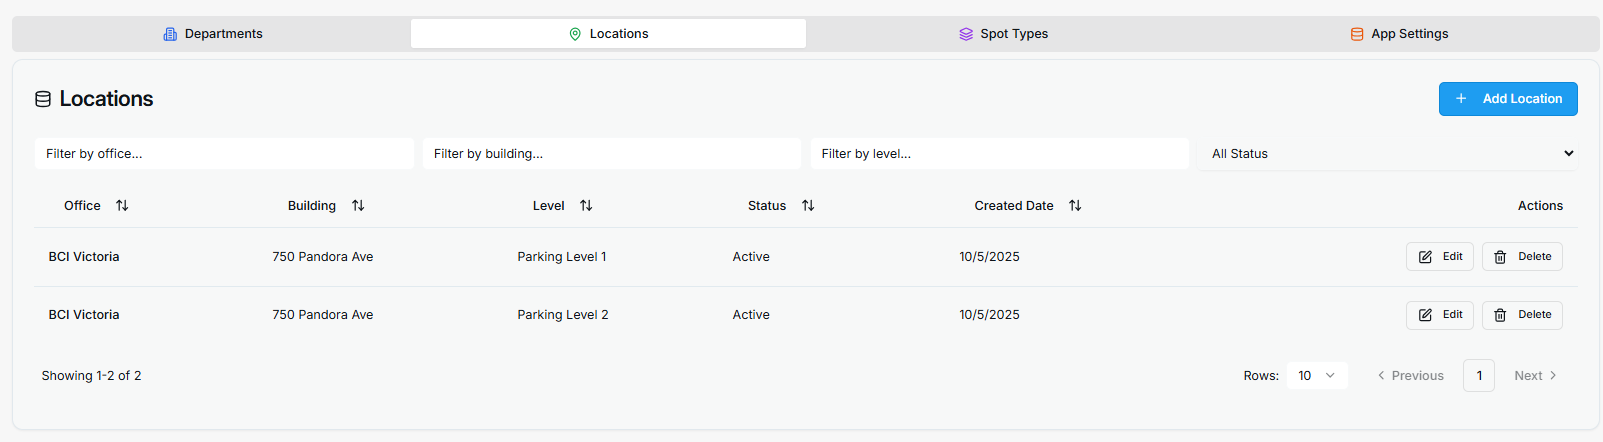 Departments Locations Spot Types App Settings
Locations + Add Location
Filter by office... Filter by building... Filter by level... All Status
Office Building Level Status Created Date Actions
BCI Victoria 750 Pandora Ave Parking Level 1 Active 10/5/2025 Edit Delete
BCI Victoria 750 Pandora Ave Parking Level 2 Active 10/5/2025 Edit Delete
Showing 1-2 of 2 Rows: 10 Previous 1 Next